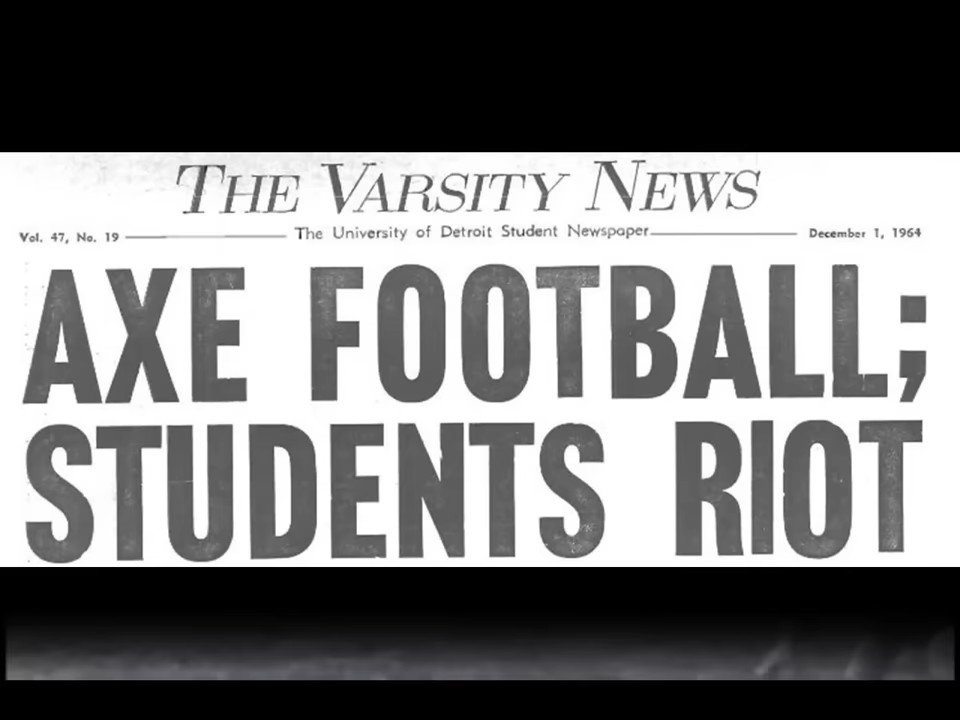 THE VARSITY NEWS
Vol. 47, No. 19 The University of Detroit Student Newspaper December 1, 1964
AXE FOOTBALL;
STUDENTS RIOT